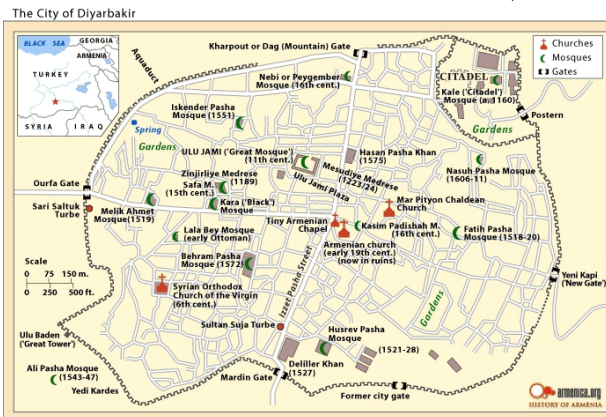 The City of Diyarbakir
BLACK SEA
GEORGIA
ARMENIA
TURKEY
SYRIA
IRAQ
Aquaduct
Kharpout or Dag (Mountain) Gate
Nebi or Peygember
Mosque (16th cent.)
CITADEL
Kale ('Citadel')
Mosque
1160)
Churches
Mosques
Gates
Postern
Gardens
Iskender Pasha
Mosque (1551)
Spring
Gardens
ULU JAMI ('Great Mosque')
(11th cent.)
Hasan Pasha Khan
(1575)
Mesudiye Medrese
(1223/24)
Ulu Jami Plaza
Nasuh Pasha Mosque
(1606-11)
Zinjirliye Medrese
(1189)
Safa M.
(15th cent.)
Ourfa Gate
Sari Saltuk
Turbe
Melik Ahmet
Mosque(1519)
Kara ('Black')
Mosque
Mar Pityon Chaldean
Church
Tiny Armenian
Chapel
Kasim Padishah M.
(16th cent.)
Fatih Pasha
Mosque (1518-20)
Lala Bey Mosque
(early Ottoman)
Armenian church
(early 19th cent.)
(now in ruins)
Behram Pasha
Mosque (1572)
Scale
0 75 150 m.
0 250 500 ft.
Izzet Pasha Street
Yeni Kapi
('New Gate')
Syrian Orthodox
Church of the Virgin
(6th cent.)
Gardens
Sultan Suja Turbe
Ulu Baden
('Great Tower')
Husrev Pasha
Mosque
(1521-28)
Ali Pasha Mosque
(1543-47)
Yedi Kardes
Deliller Khan
(1527)
Mardin Gate
Former city gate
armenica.org
HISTORY OF ARMENIA